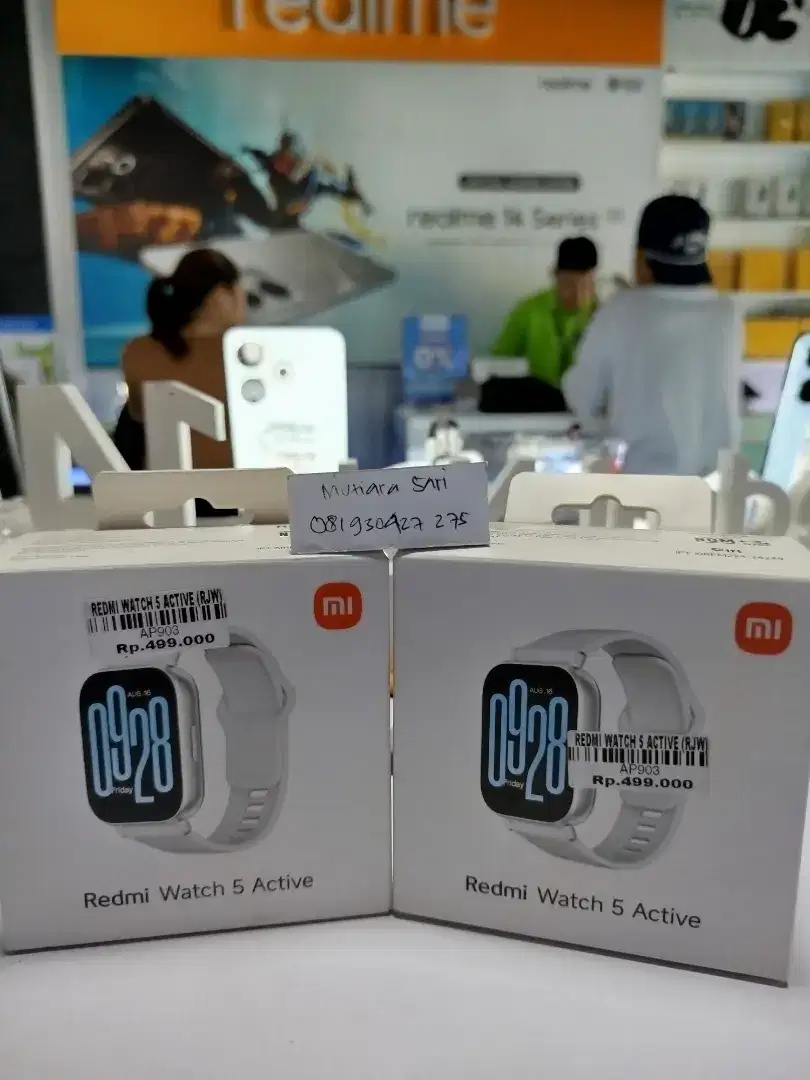 realme
realme 14 Series
0%
Mutiara Sari
081930427 275
REDMI WATCH 5 ACTIVE (RJW)
AP903
Rp.499.000
mi
AUG.16
0928
Friday
Redmi Watch 5 Active
mi
AUG.16
0928
Friday
REDMI WATCH 5 ACTIVE (RJW)
AP903
Rp.499.000
Redmi Watch 5 Active